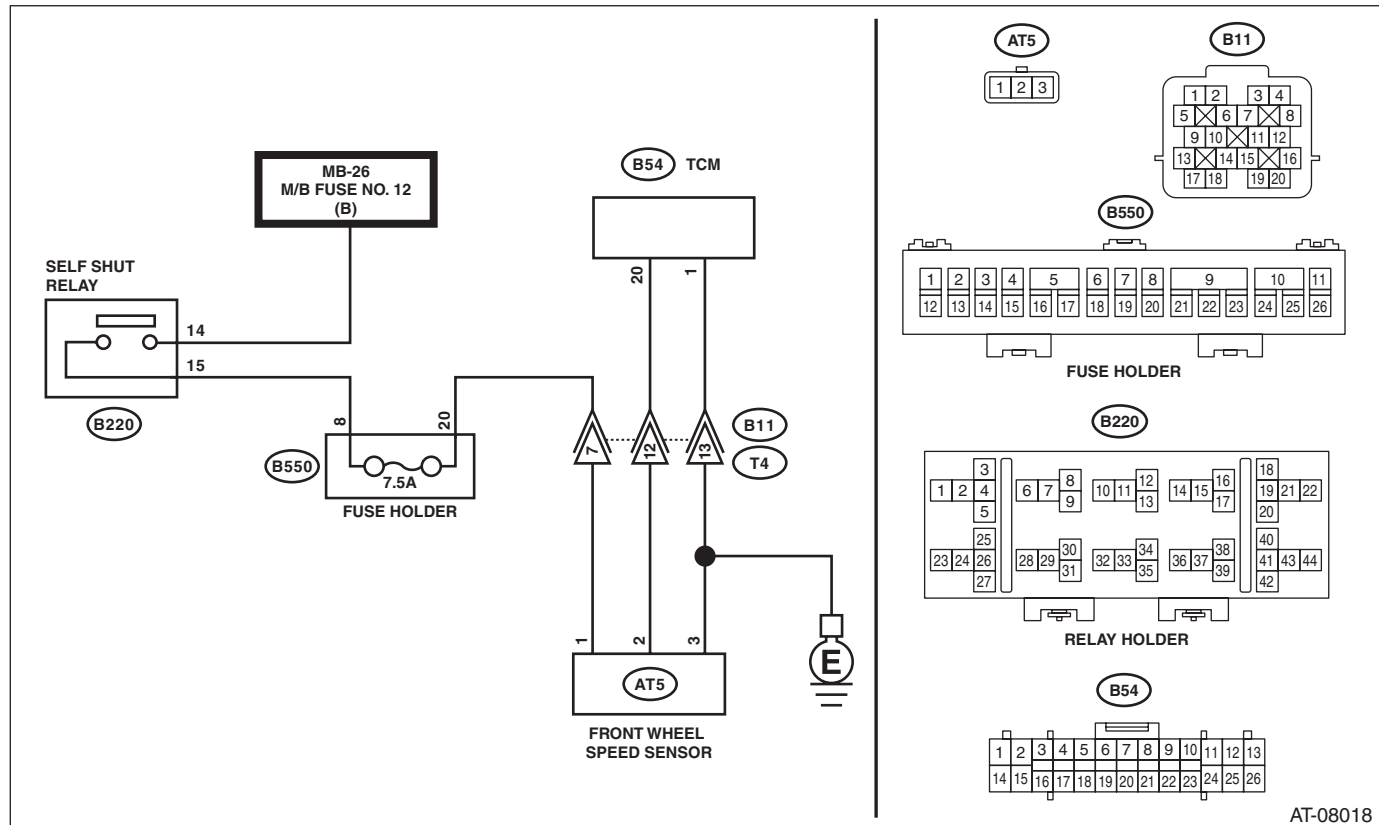 MB-26
M/B FUSE NO. 12
(B)
B54 TCM
SELF SHUT
RELAY
14
15
B220
20 1
8 20
B550
7.5A
FUSE HOLDER
7 12 13
B11
T4
1 2 3
AT5
E
FRONT WHEEL
SPEED SENSOR
AT5
1 2 3
B11
1 2 3 4
5 6 7 8
9 10 11 12
13 14 15 16
17 18 19 20
B550
1 2 3 4 5 6 7 8 9 10 11
12 13 14 15 16 17 18 19 20 21 22 23 24 25 26
FUSE HOLDER
B220
3 18
8 12 16
1 2 4 6 7 10 11 14 15 19 21 22
9 13 17
5 20
25 40
30 34 38
23 24 26 28 29 32 33 36 37 41 43 44
31 35 39
27 42
RELAY HOLDER
B54
1 2 3 4 5 6 7 8 9 10 11 12 13
14 15 16 17 18 19 20 21 22 23 24 25 26
AT-08018